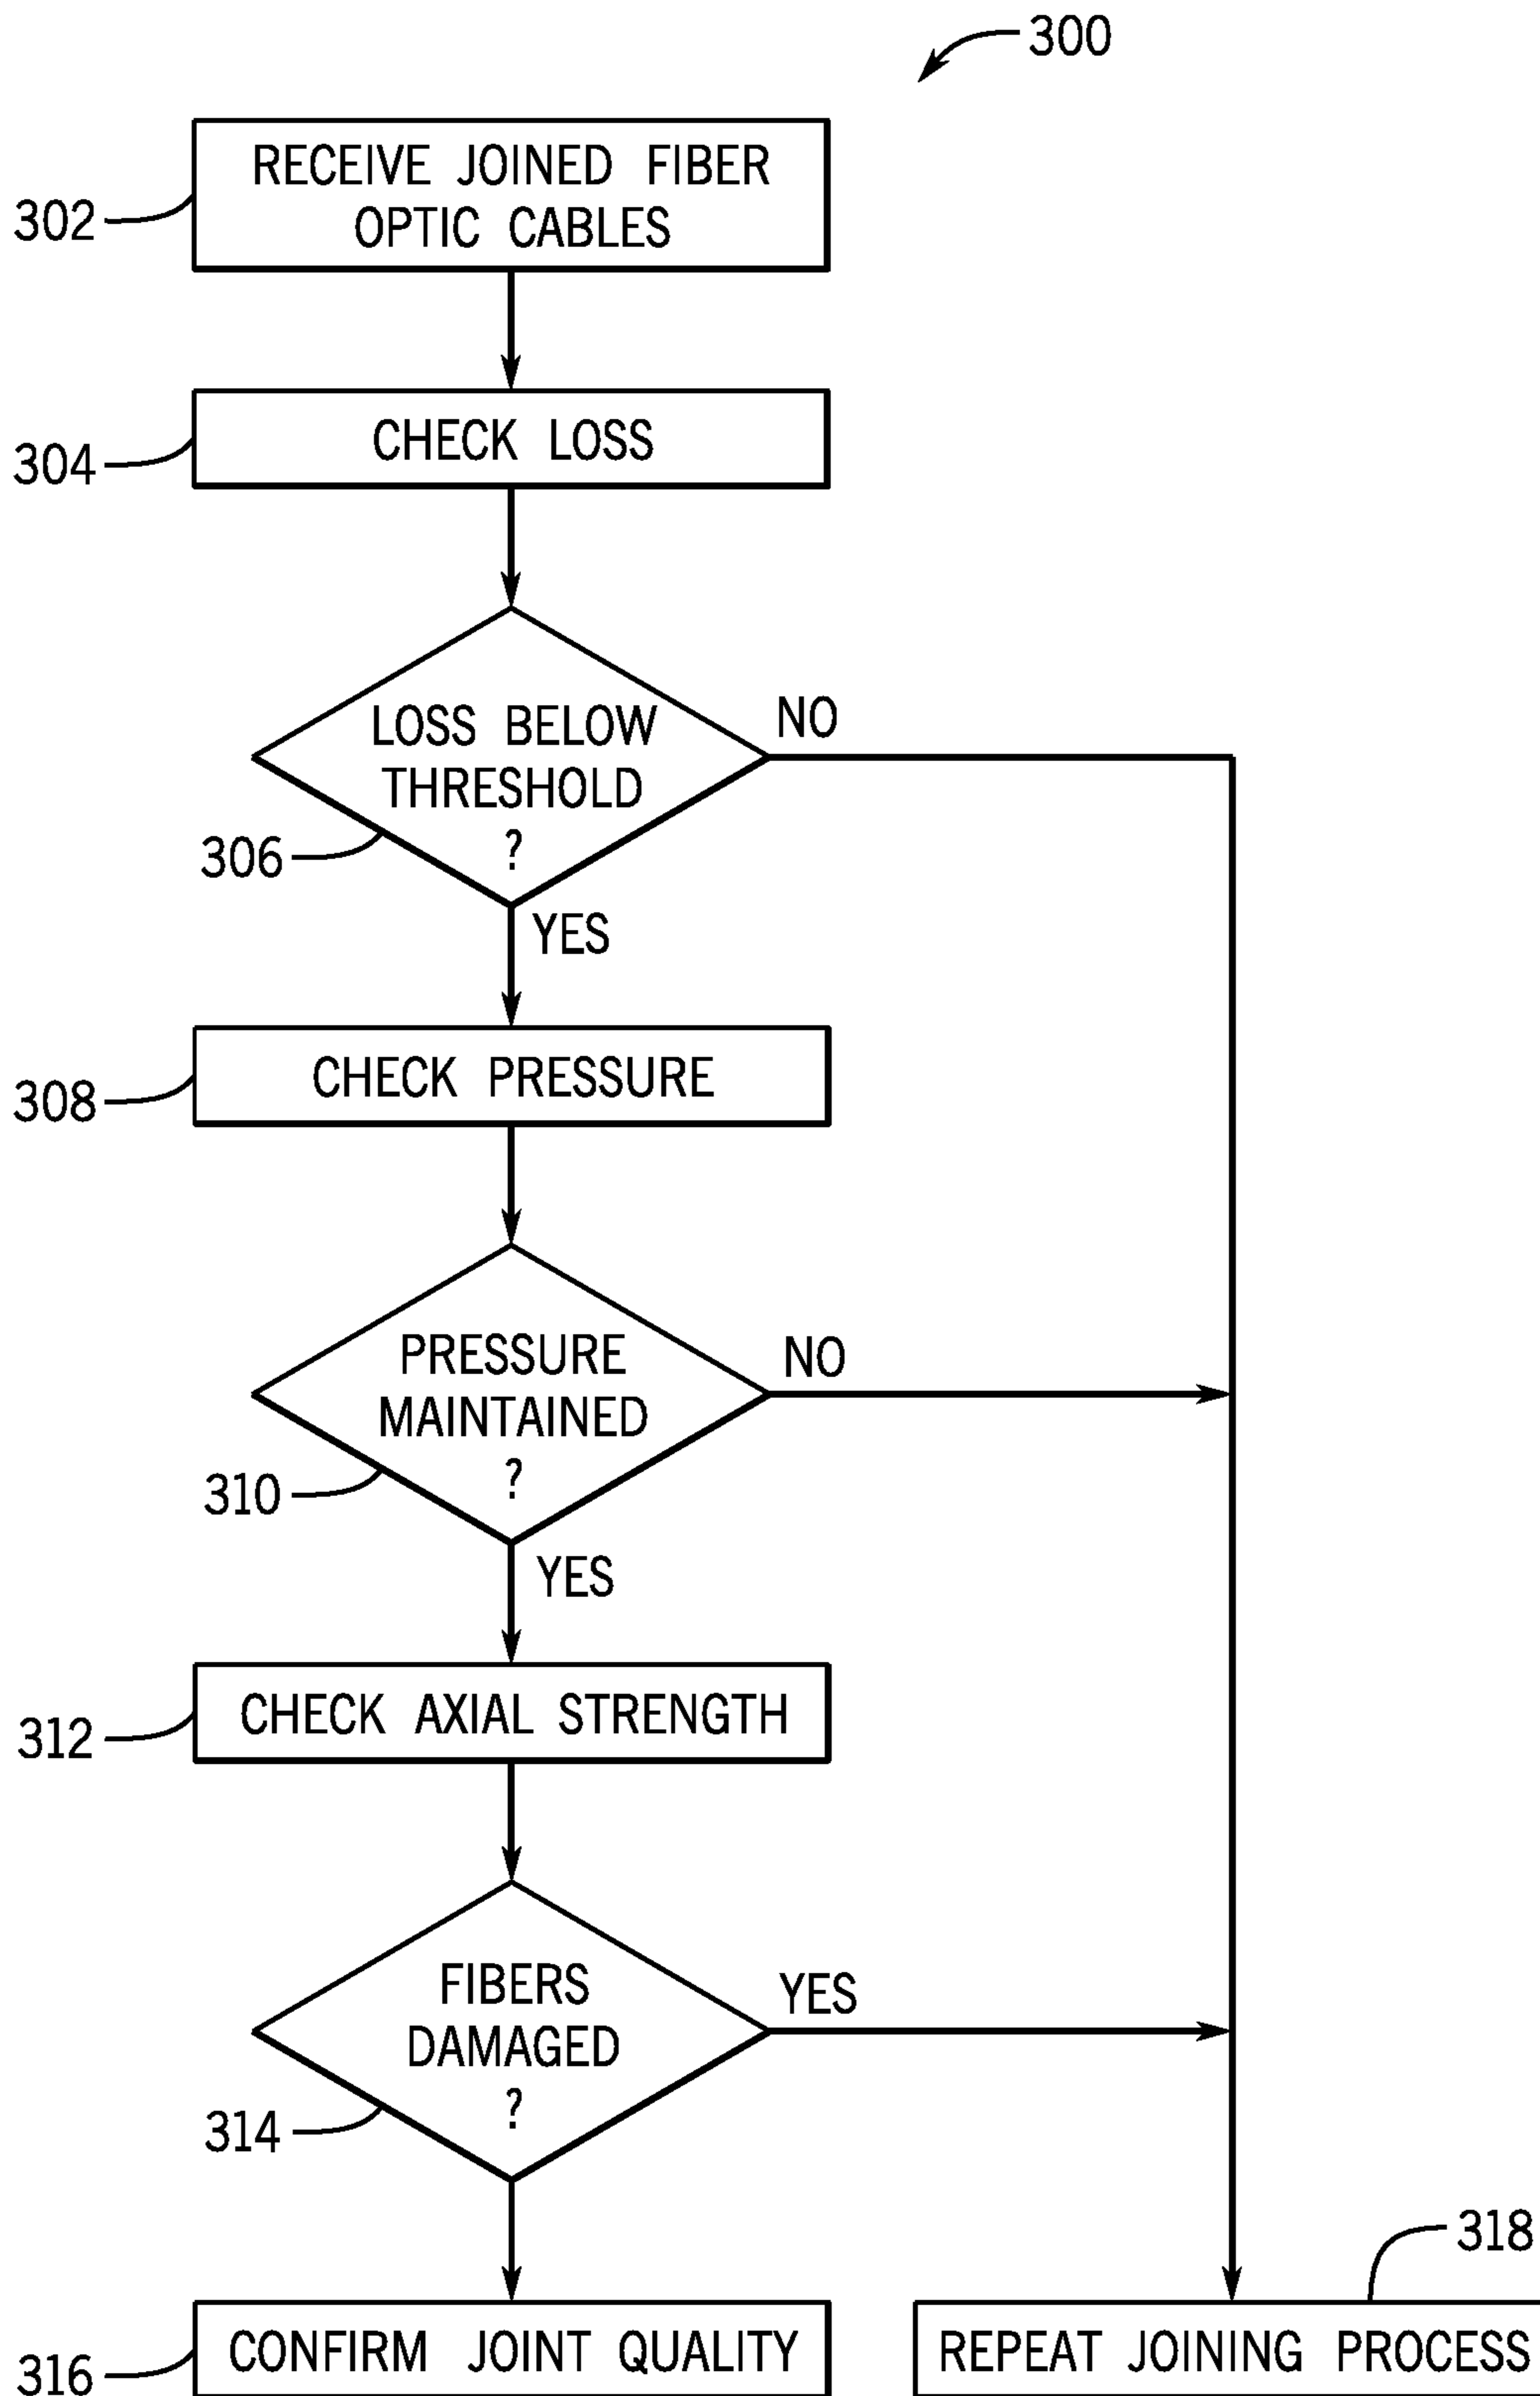 300
RECEIVE JOINED FIBER
OPTIC CABLES
302
CHECK LOSS
304
LOSS BELOW
THRESHOLD
?
NO
306
YES
CHECK PRESSURE
308
PRESSURE
MAINTAINED
?
NO
310
YES
CHECK AXIAL STRENGTH
312
FIBERS
DAMAGED
?
YES
314
318
CONFIRM JOINT QUALITY
316
REPEAT JOINING PROCESS